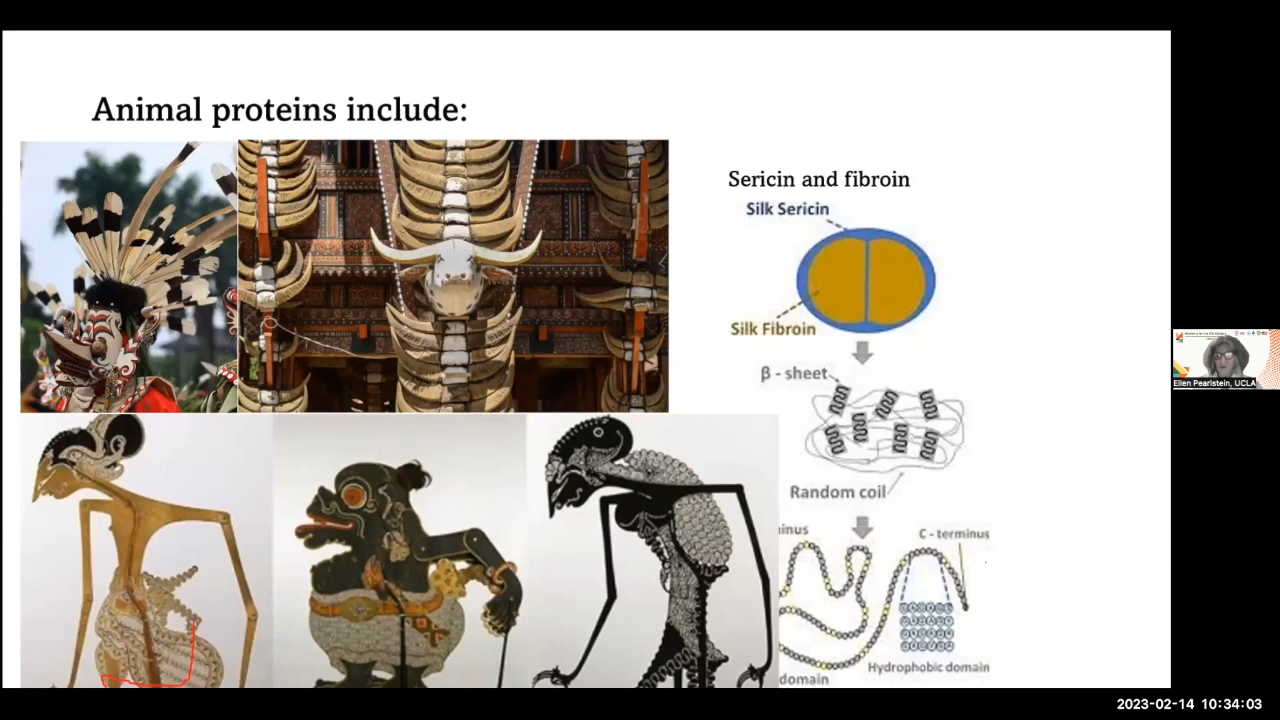 Animal proteins include:
Sericin and fibroin
Silk Sericin
Silk Fibroin
β - sheet
Random coil
inus
C - terminus
Hydrophobic domain
domain
Ellen Pearlstein, UCLA
2023-02-14 10:34:03